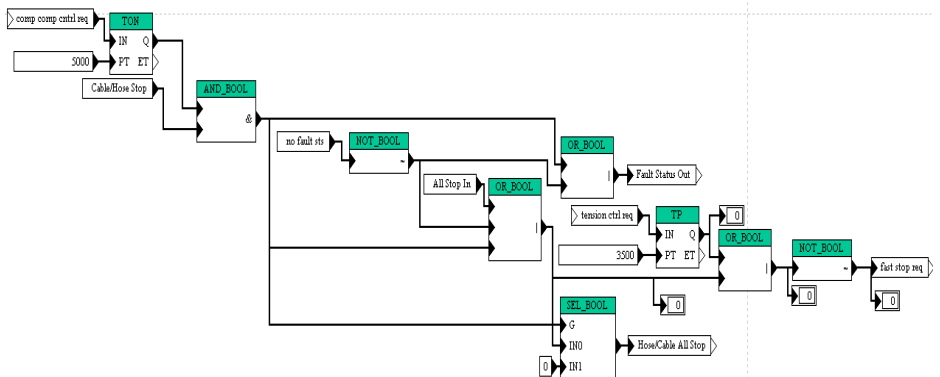 comp comp cntrl req
TON
IN Q
5000
PT ET
Cable/Hose Stop
AND_BOOL
&
no fault sts
NOT_BOOL
~
OR_BOOL
|
Fault Status Out
All Stop In
OR_BOOL
|
tension ctrl req
TP
IN Q
3500
PT ET
0
OR_BOOL
|
NOT_BOOL
~
fast stop req
0
0
0
SEL_BOOL
G
IN0
Hose/Cable All Stop
0
IN1